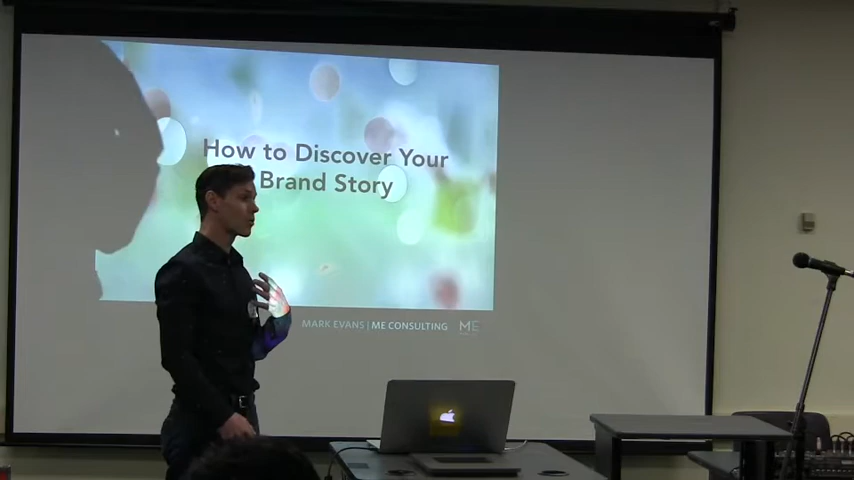 How to Discover Your
Brand Story
MARK EVANS | ME CONSULTING ME